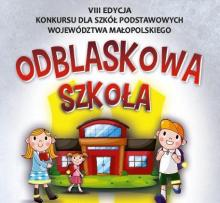 VIII EDYCJA
KONKURSU DLA SZKÓŁ PODSTAWOWYCH
WOJEWÓDZTWA MAŁOPOLSKIEGO
ODBLASKOWA
SZKOŁA